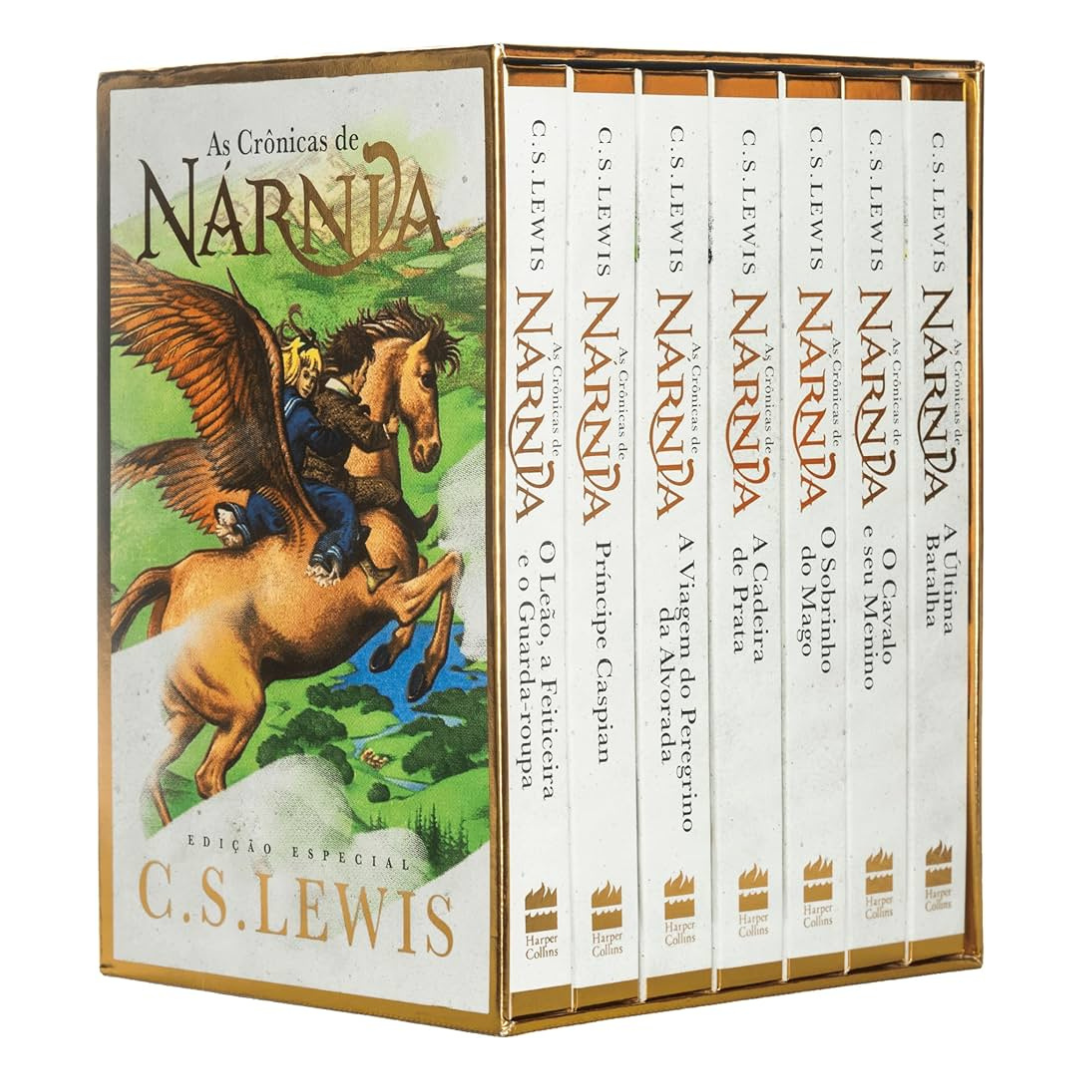 As Crônicas de
NÁRNIA
EDIÇÃO ESPECIAL
C.S.LEWIS
C.S.LEWIS
As Crônicas de
NÁRNIA
O Leão, a Feiticeira
e o Guarda-roupa
Harper
Collins
C.S.LEWIS
As Crônicas de
NÁRNIA
Príncipe Caspian
Harper
Collins
C.S.LEWIS
As Crônicas de
NÁRNIA
A Viagem do Peregrino
da Alvorada
Harper
Collins
C.S.LEWIS
As Crônicas de
NÁRNIA
A Cadeira
de Prata
Harper
Collins
C.S.LEWIS
As Crônicas de
NÁRNIA
O Sobrinho
do Mago
Harper
Collins
C.S.LEWIS
As Crônicas de
NÁRNIA
O Cavalo
e seu Menino
Harper
Collins
C.S.LEWIS
As Crônicas de
NÁRNIA
A Última
Batalha
Harper
Collins